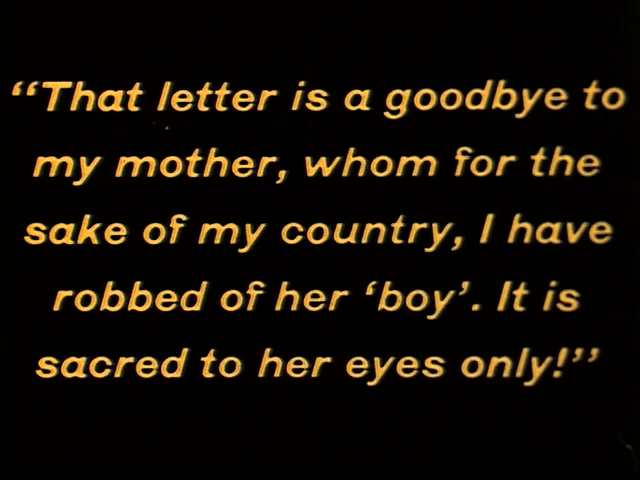 “That letter is a goodbye to
my mother, whom for the
sake of my country, I have
robbed of her ‘boy’. It is
sacred to her eyes only!”